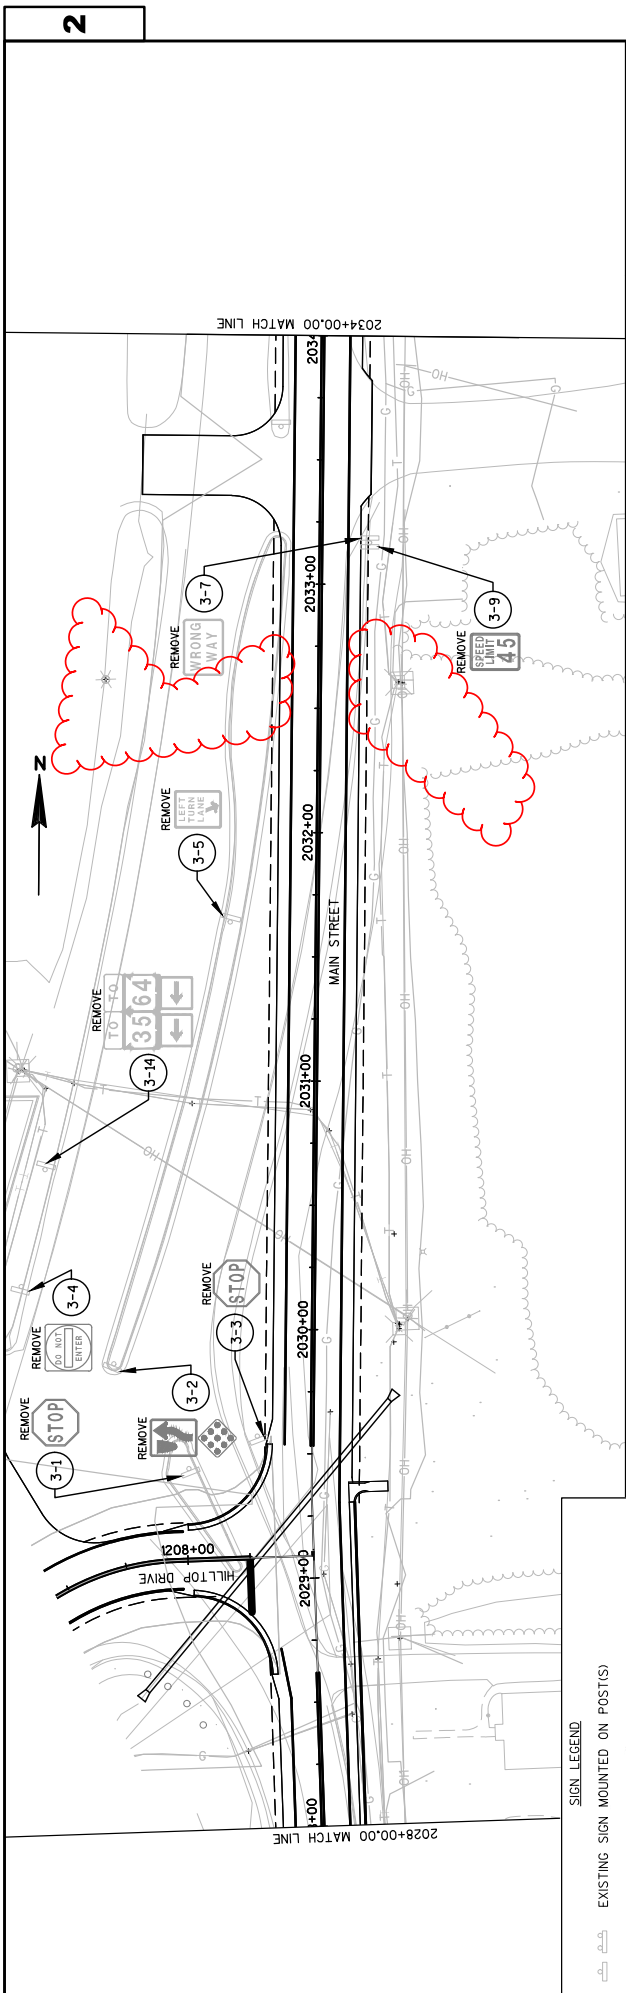 2
2034+00.00 MATCH LINE
2034
HO
OH
G
G
T
3-7
2033+00
3-9
REMOVE
WRONG
WAY
REMOVE
SPEED
LIMIT
45
N
REMOVE
LEFT
TURN
LANE
3-5
2032+00
MAIN STREET
REMOVE
TO TO
35 64
3-14
2031+00
OH
3-4
REMOVE
DO NOT
ENTER
REMOVE
STOP
3-3
2030+00
3-2
REMOVE
STOP
3-1
REMOVE
1208+00
HILLTOP DRIVE
2029+00
+00
2028+00.00 MATCH LINE
SIGN LEGEND
EXISTING SIGN MOUNTED ON POST(S)